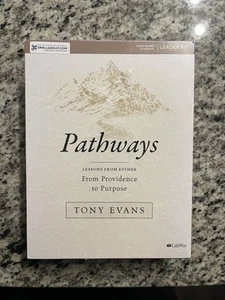 LEADER KIT
Pathways
LESSONS FROM ESTHER
From Providence
to Purpose
TONY EVANS
LifeWay